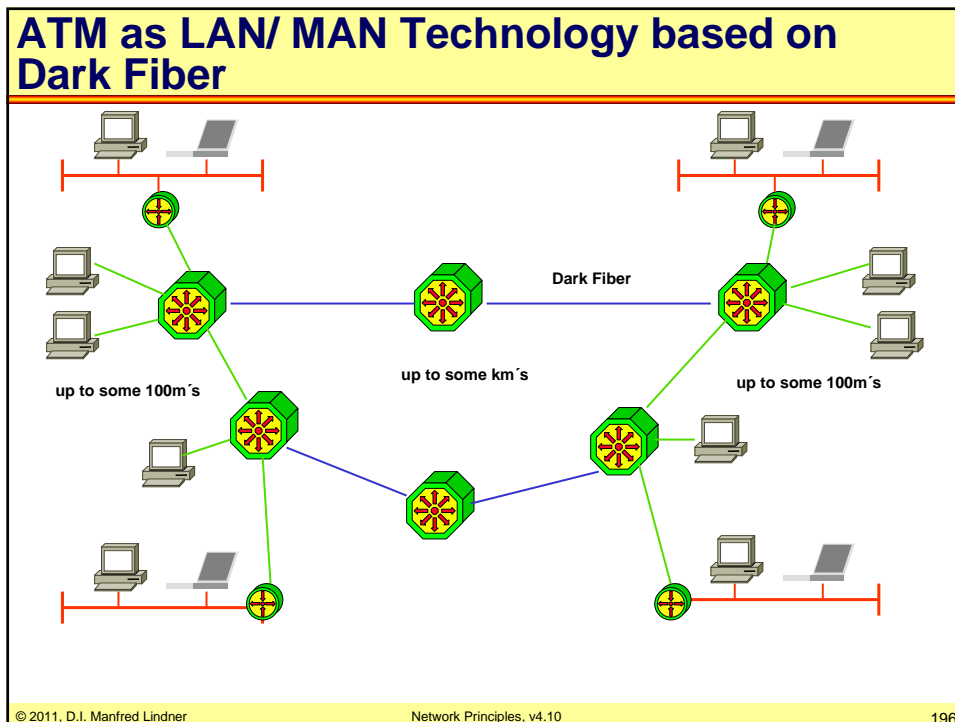 ATM as LAN/ MAN Technology based on
Dark Fiber
Dark Fiber
up to some 100m´s
up to some km´s
up to some 100m´s
© 2011, D.I. Manfred Lindner
Network Principles, v4.10
196